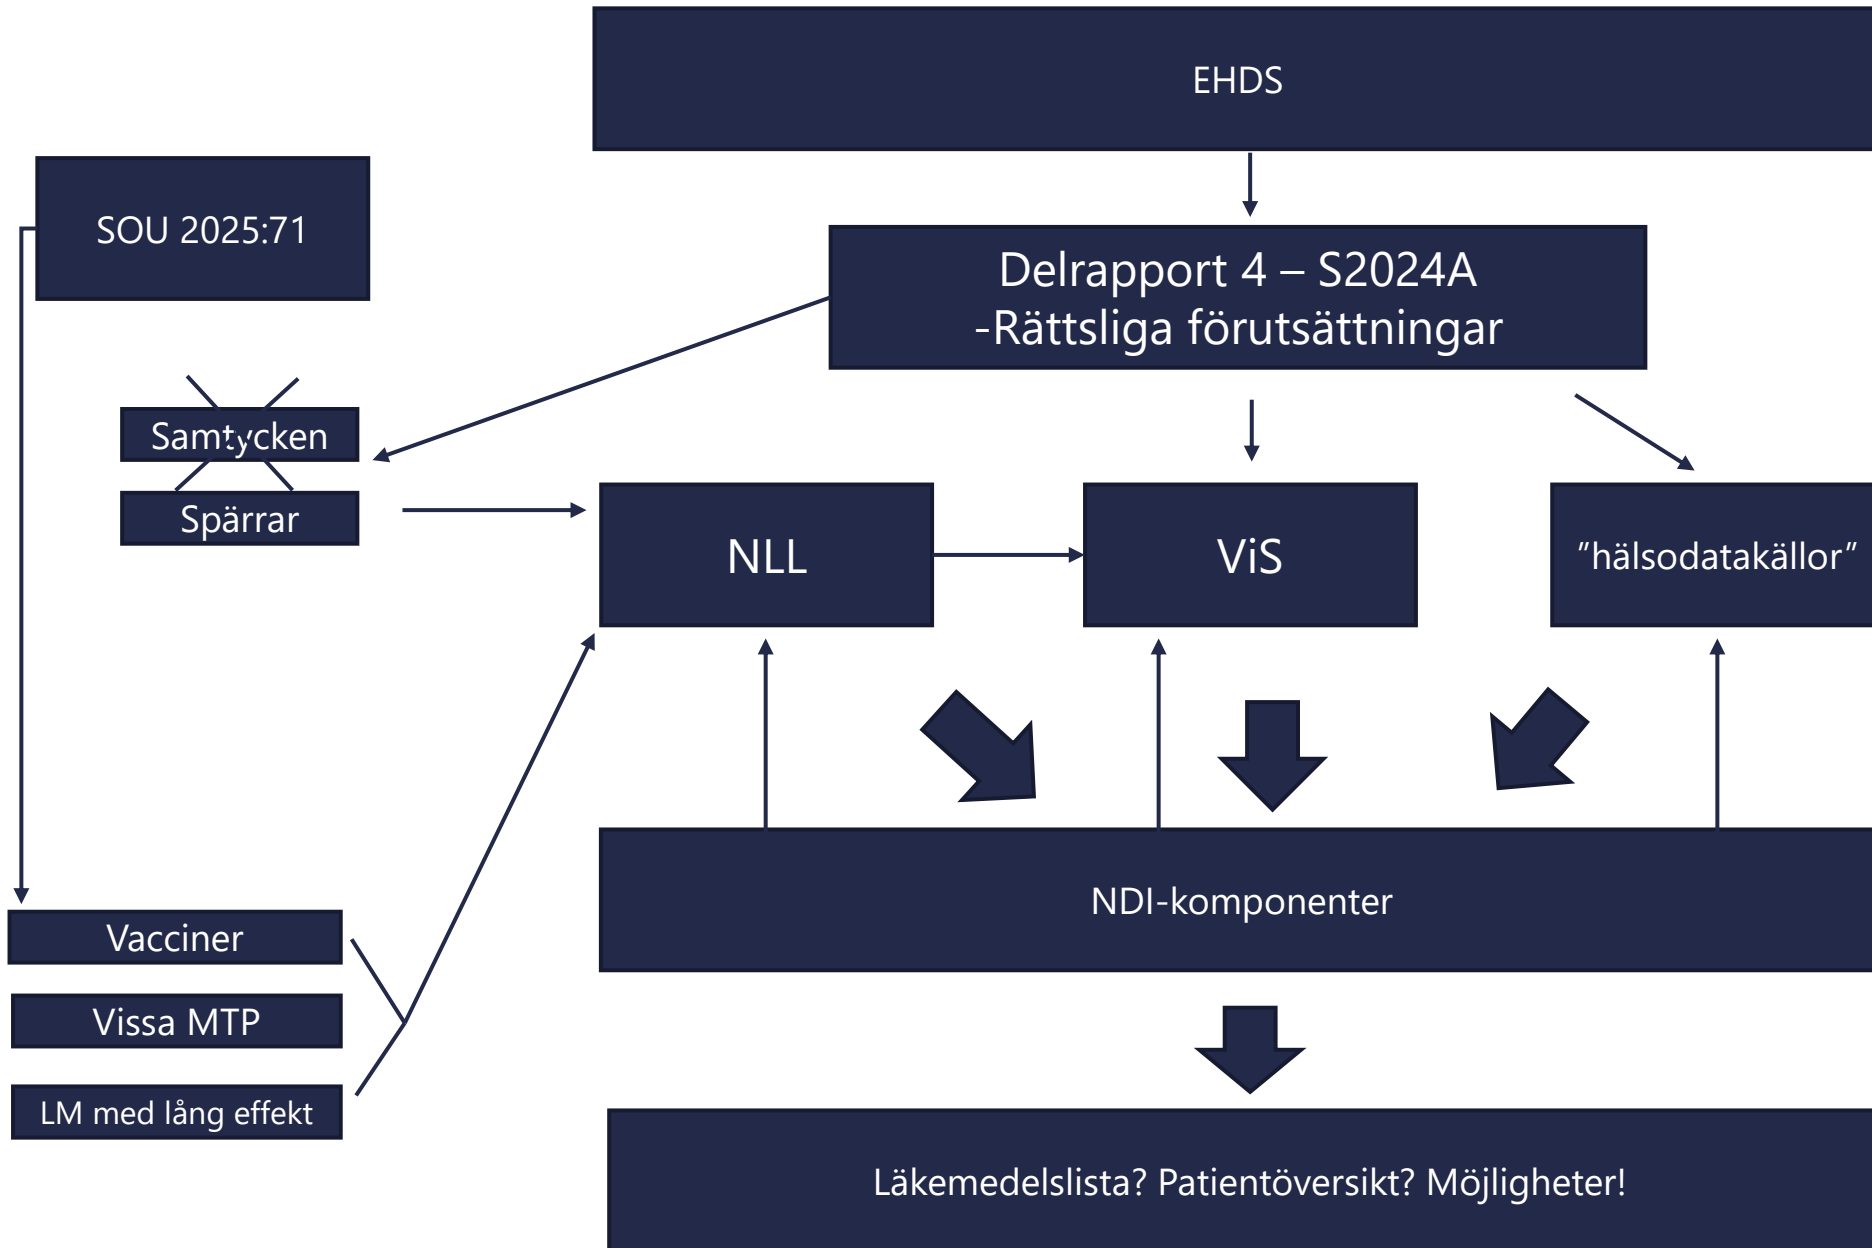 EHDS
SOU 2025:71
Delrapport 4 – S2024A
-Rättsliga förutsättningar
Samtycken
Spärrar
NLL
ViS
”hälsodatakällor”
NDI-komponenter
Vacciner
Vissa MTP
LM med lång effekt
Läkemedelslista? Patientöversikt? Möjligheter!